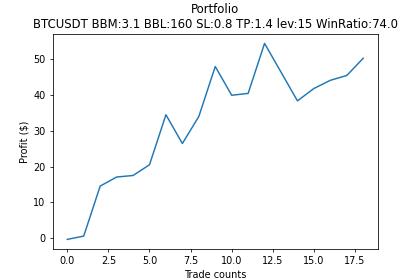 Portfolio
BTCUSDT BBM:3.1 BBL:160 SL:0.8 TP:1.4 lev:15 WinRatio:74.0
Profit ($)
50
40
30
20
10
0
0.0 2.5 5.0 7.5 10.0 12.5 15.0 17.5
Trade counts